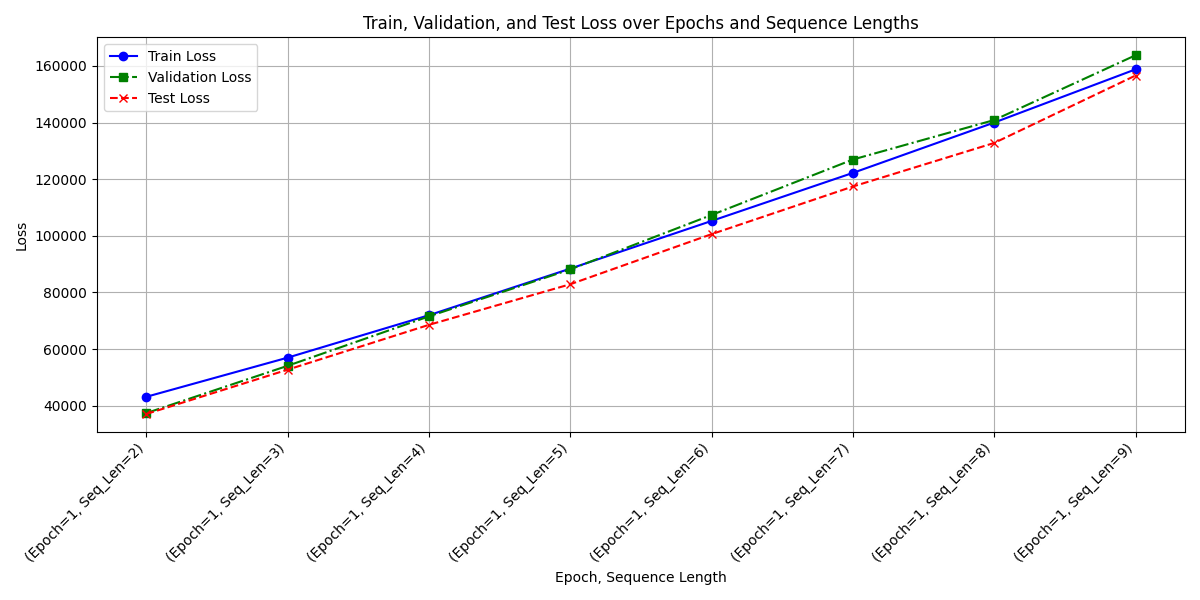 Train, Validation, and Test Loss over Epochs and Sequence Lengths
Train Loss
Validation Loss
Test Loss
Loss
160000
140000
120000
100000
80000
60000
40000
(Epoch=1, Seq_Len=2)
(Epoch=1, Seq_Len=3)
(Epoch=1, Seq_Len=4)
(Epoch=1, Seq_Len=5)
(Epoch=1, Seq_Len=6)
(Epoch=1, Seq_Len=7)
(Epoch=1, Seq_Len=8)
(Epoch=1, Seq_Len=9)
Epoch, Sequence Length